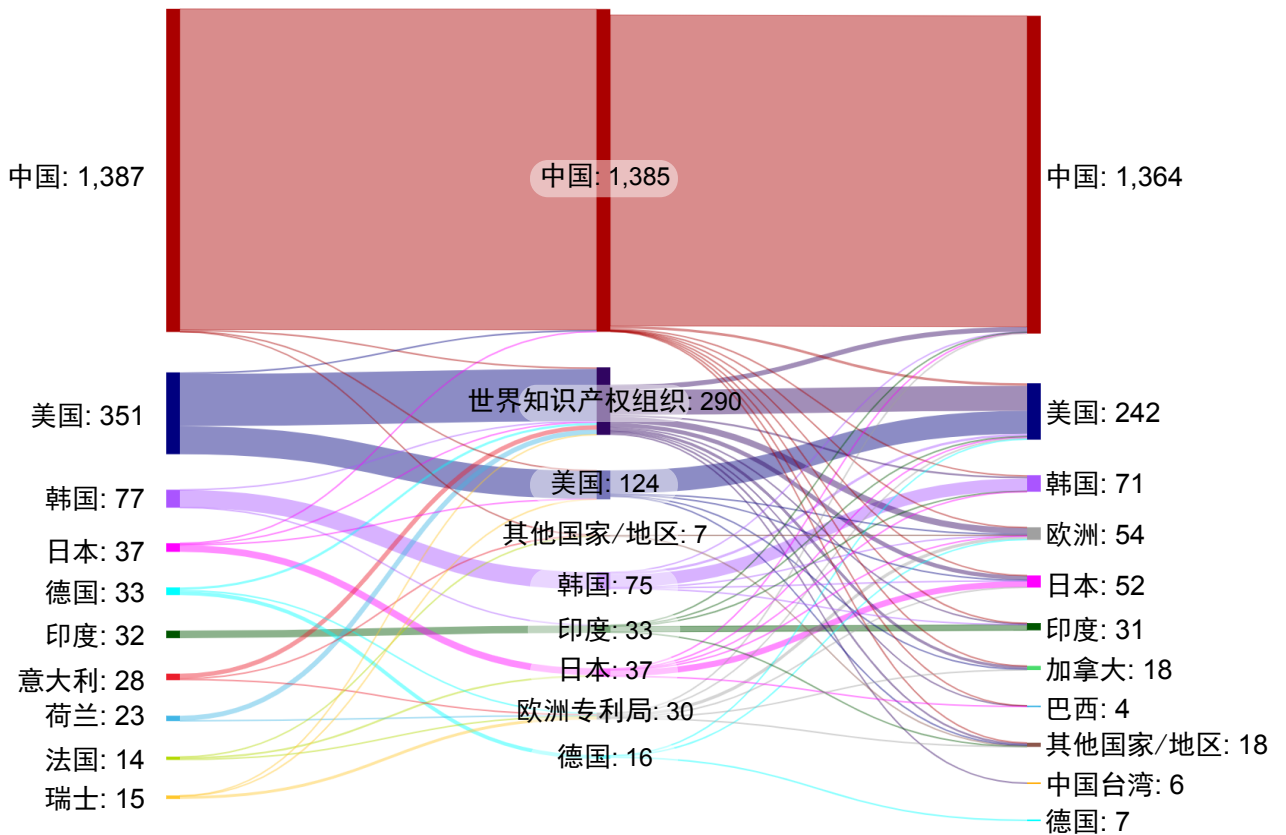 中国: 1,387
美国: 351
韩国: 77
日本: 37
德国: 33
印度: 32
意大利: 28
荷兰: 23
法国: 14
瑞士: 15
中国: 1,385
世界知识产权组织: 290
美国: 124
其他国家/地区: 7
韩国: 75
印度: 33
日本: 37
欧洲专利局: 30
德国: 16
中国: 1,364
美国: 242
韩国: 71
欧洲: 54
日本: 52
印度: 31
加拿大: 18
巴西: 4
其他国家/地区: 18
中国台湾: 6
德国: 7